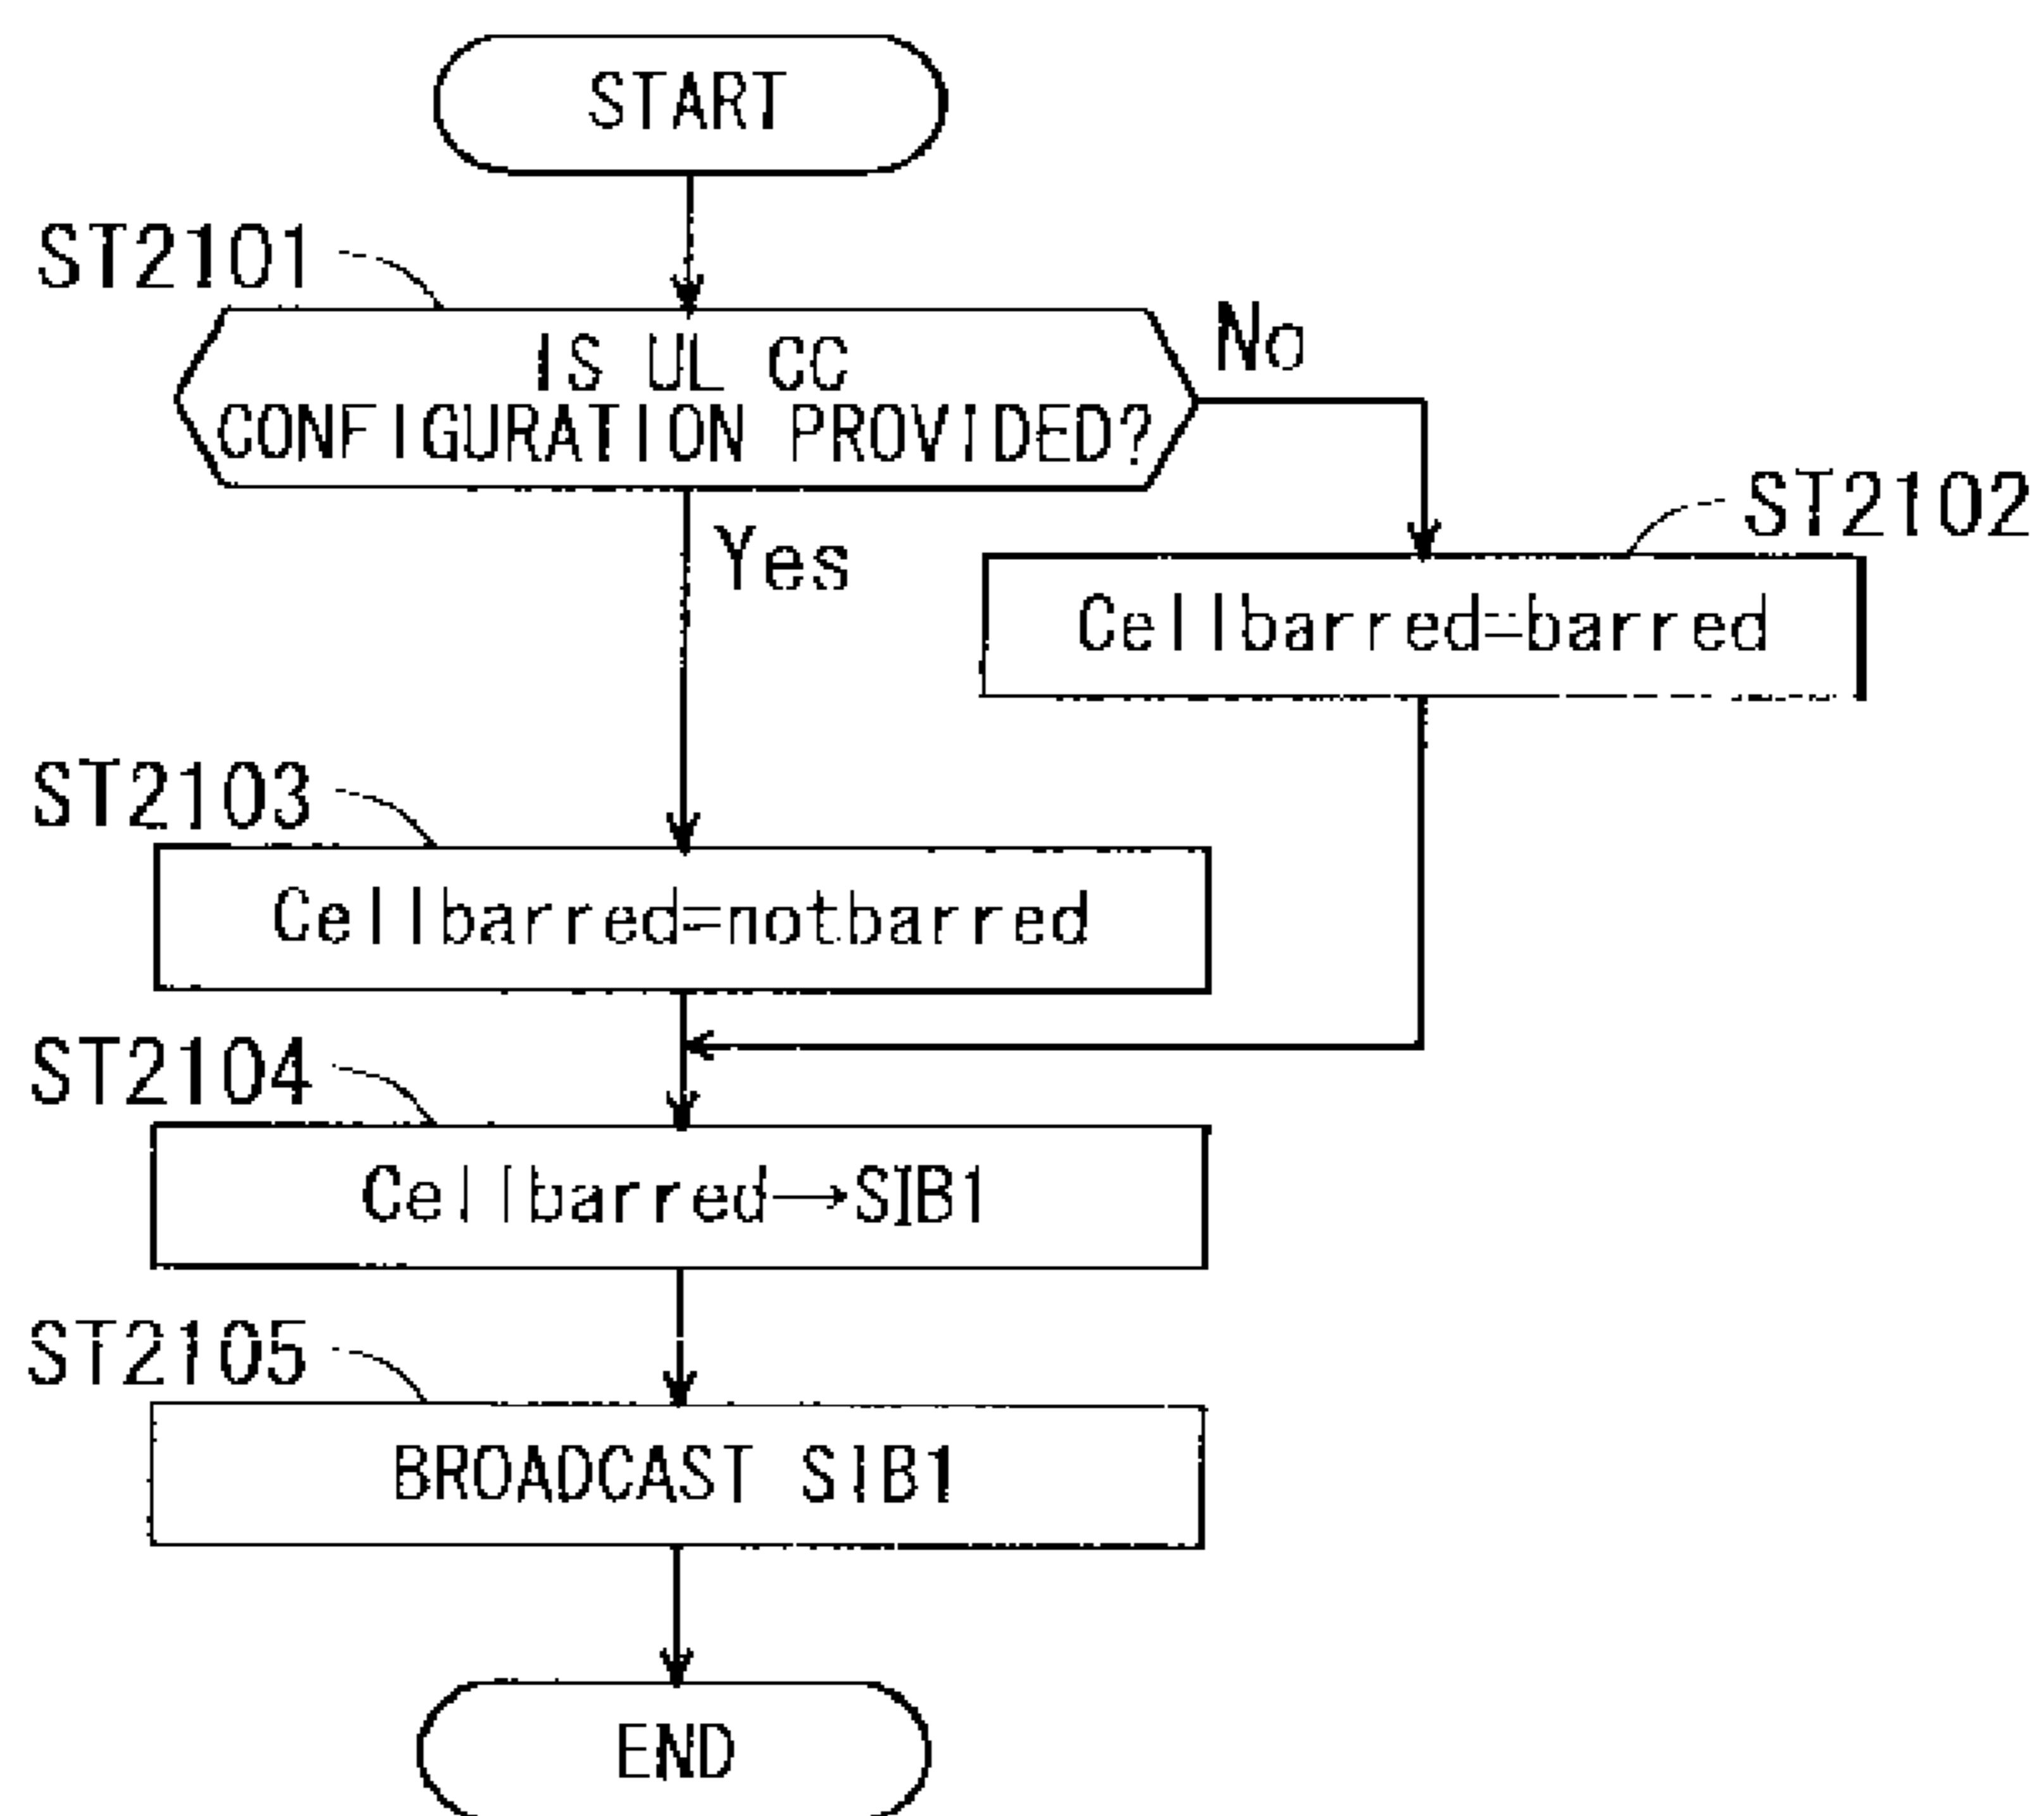 START
ST2101
IS UL CC
CONFIGURATION PROVIDED?
No
Yes
ST2102
Cellbarred=barred
ST2103
Cellbarred=notbarred
ST2104
Cellbarred→SIB1
ST2105
BROADCAST SIB1
END